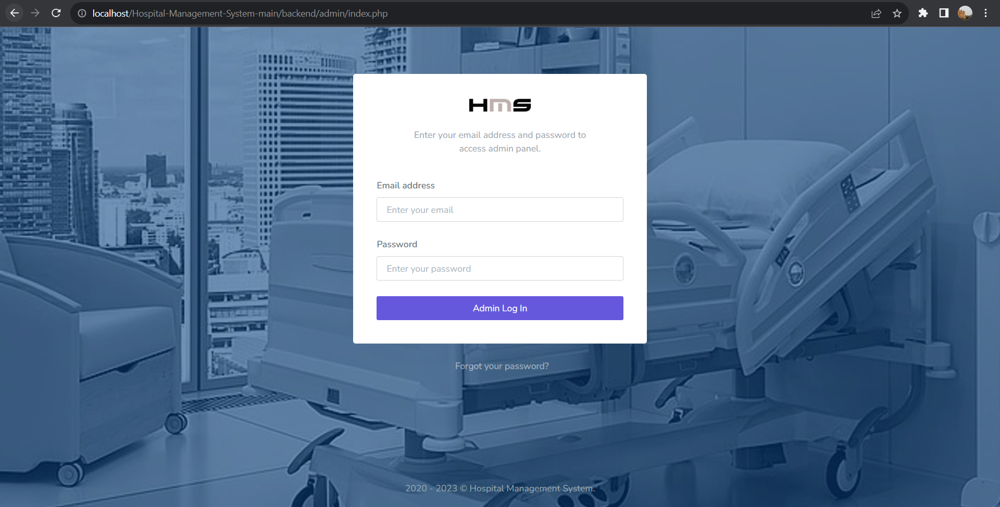 localhost/Hospital-Management-System-main/backend/admin/index.php
HMS
Enter your email address and password to
access admin panel.
Email address
Enter your email
Password
Enter your password
Admin Log In
Forgot your password?
2020 - 2023 © Hospital Management System.